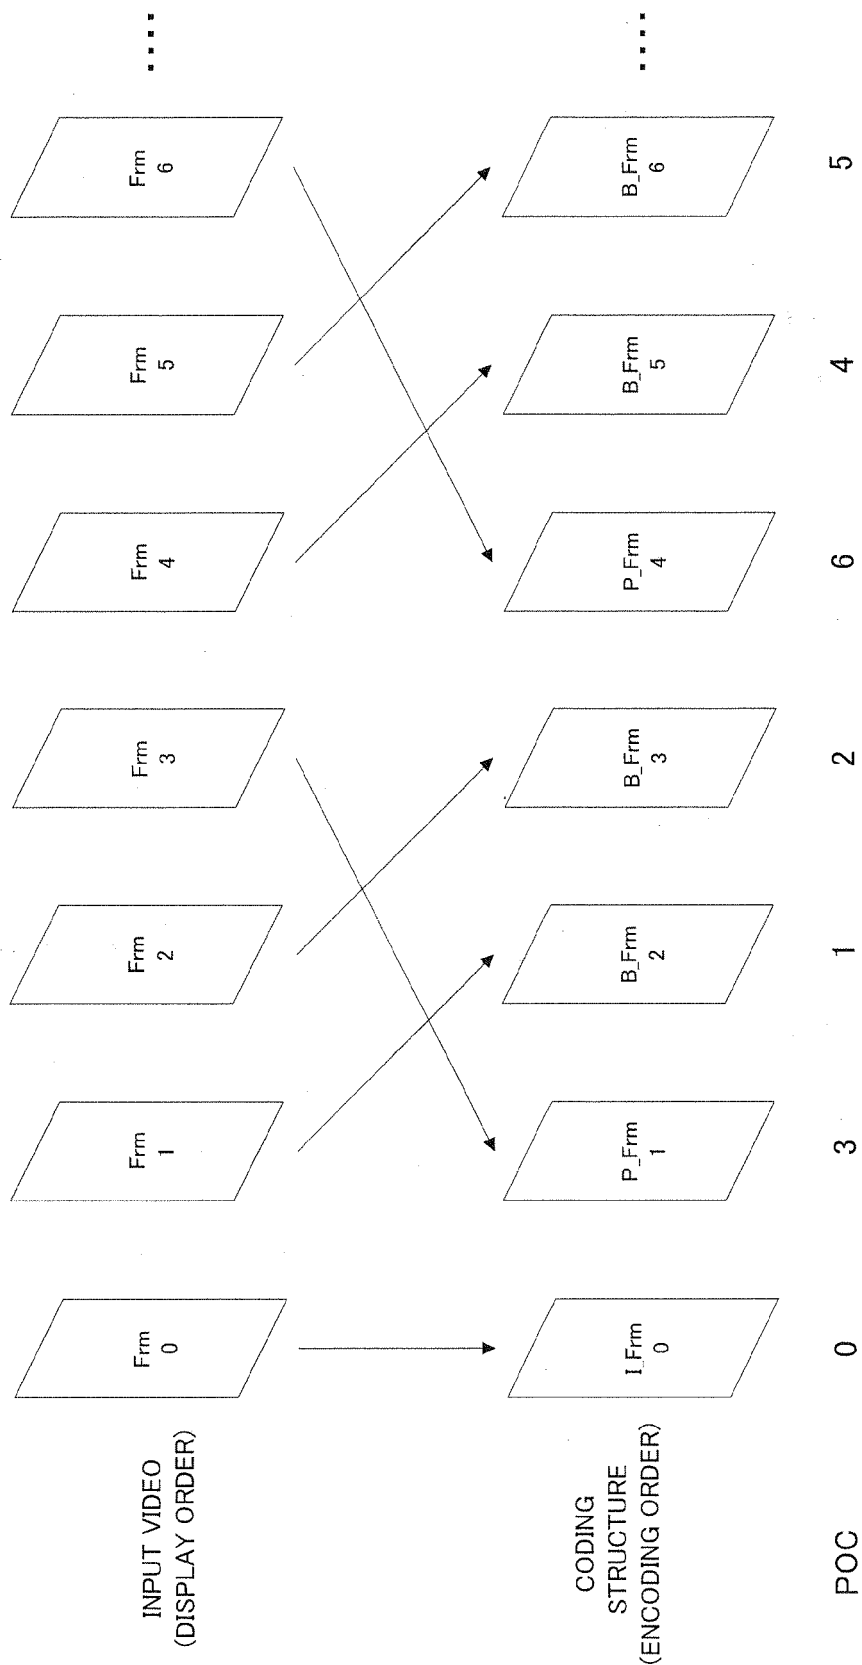 INPUT VIDEO
(DISPLAY ORDER)
Frm
0
Frm
1
Frm
2
Frm
3
Frm
4
Frm
5
Frm
6
....
CODING
STRUCTURE
(ENCODING ORDER)
I_Frm
0
P_Frm
1
B_Frm
2
B_Frm
3
P_Frm
4
B_Frm
5
B_Frm
6
....
POC 0 3 1 2 6 4 5